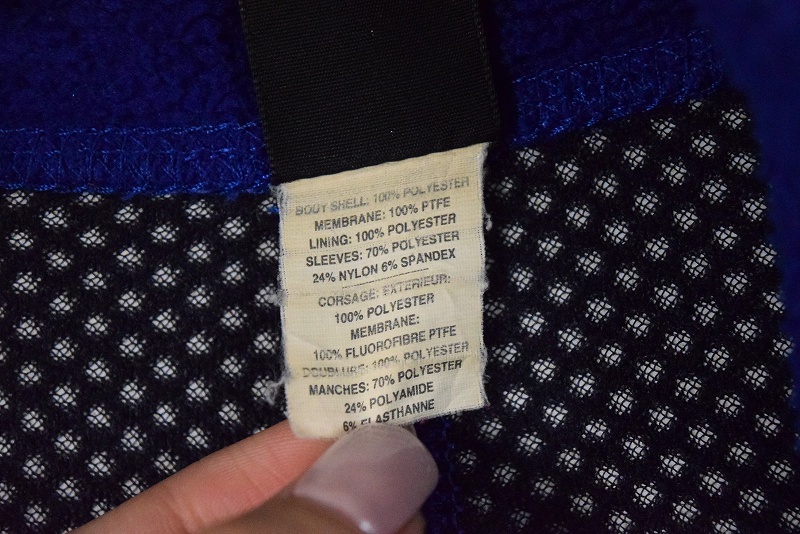 BODY SHELL: 100% POLYESTER
MEMBRANE: 100% PTFE
LINING: 100% POLYESTER
SLEEVES: 70% POLYESTER
24% NYLON 6% SPANDEX
CORSAGE: EXTERIEUR:
100% POLYESTER
MEMBRANE:
100% FLUOROFIBRE PTFE
DOUBLURE: 100% POLYESTER
MANCHES: 70% POLYESTER
24% POLYAMIDE
6% ELASTHANNE